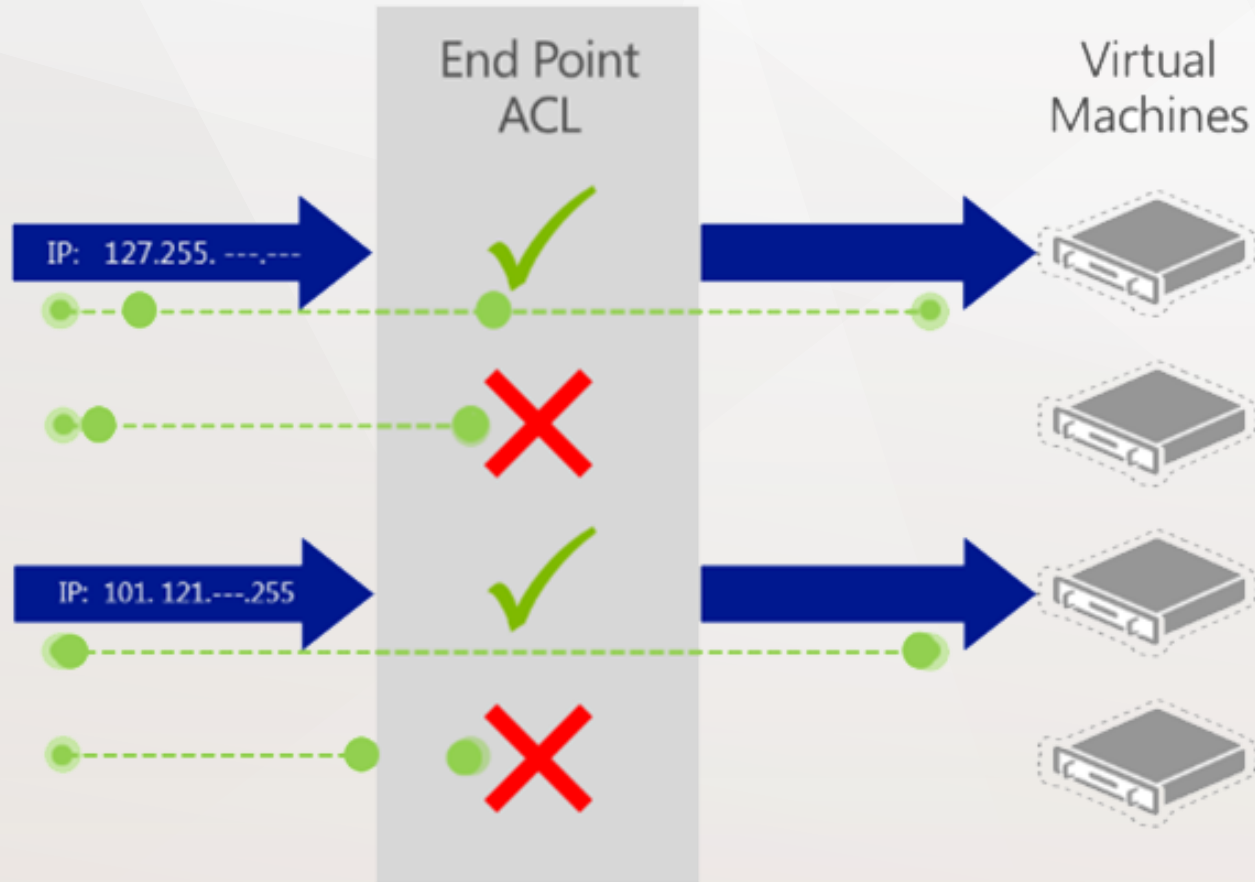 End Point
ACL
Virtual
Machines
IP: 127.255. ---.---
IP: 101. 121.---.255